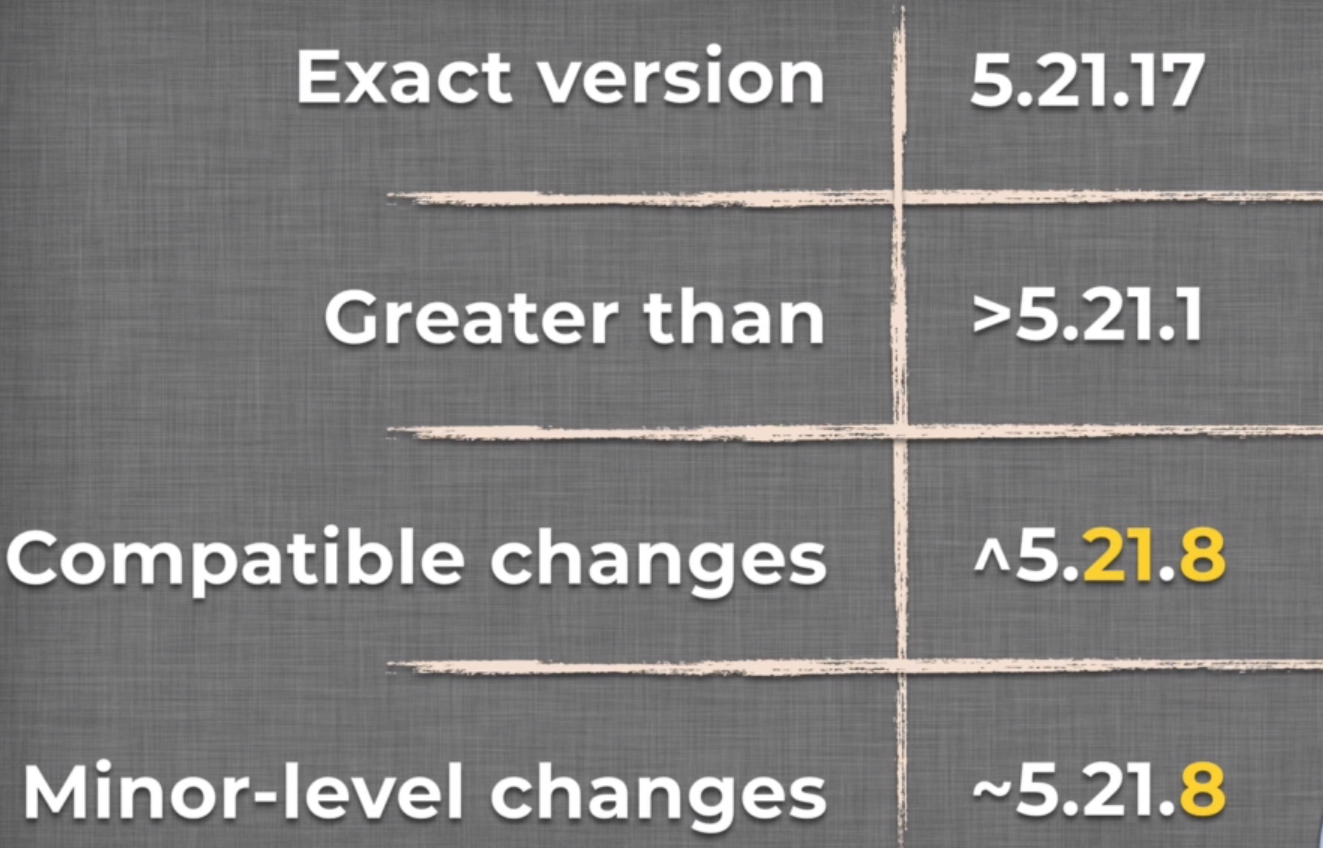 Exact version 5.21.17
Greater than >5.21.1
Compatible changes ^5.21.8
Minor-level changes ~5.21.8